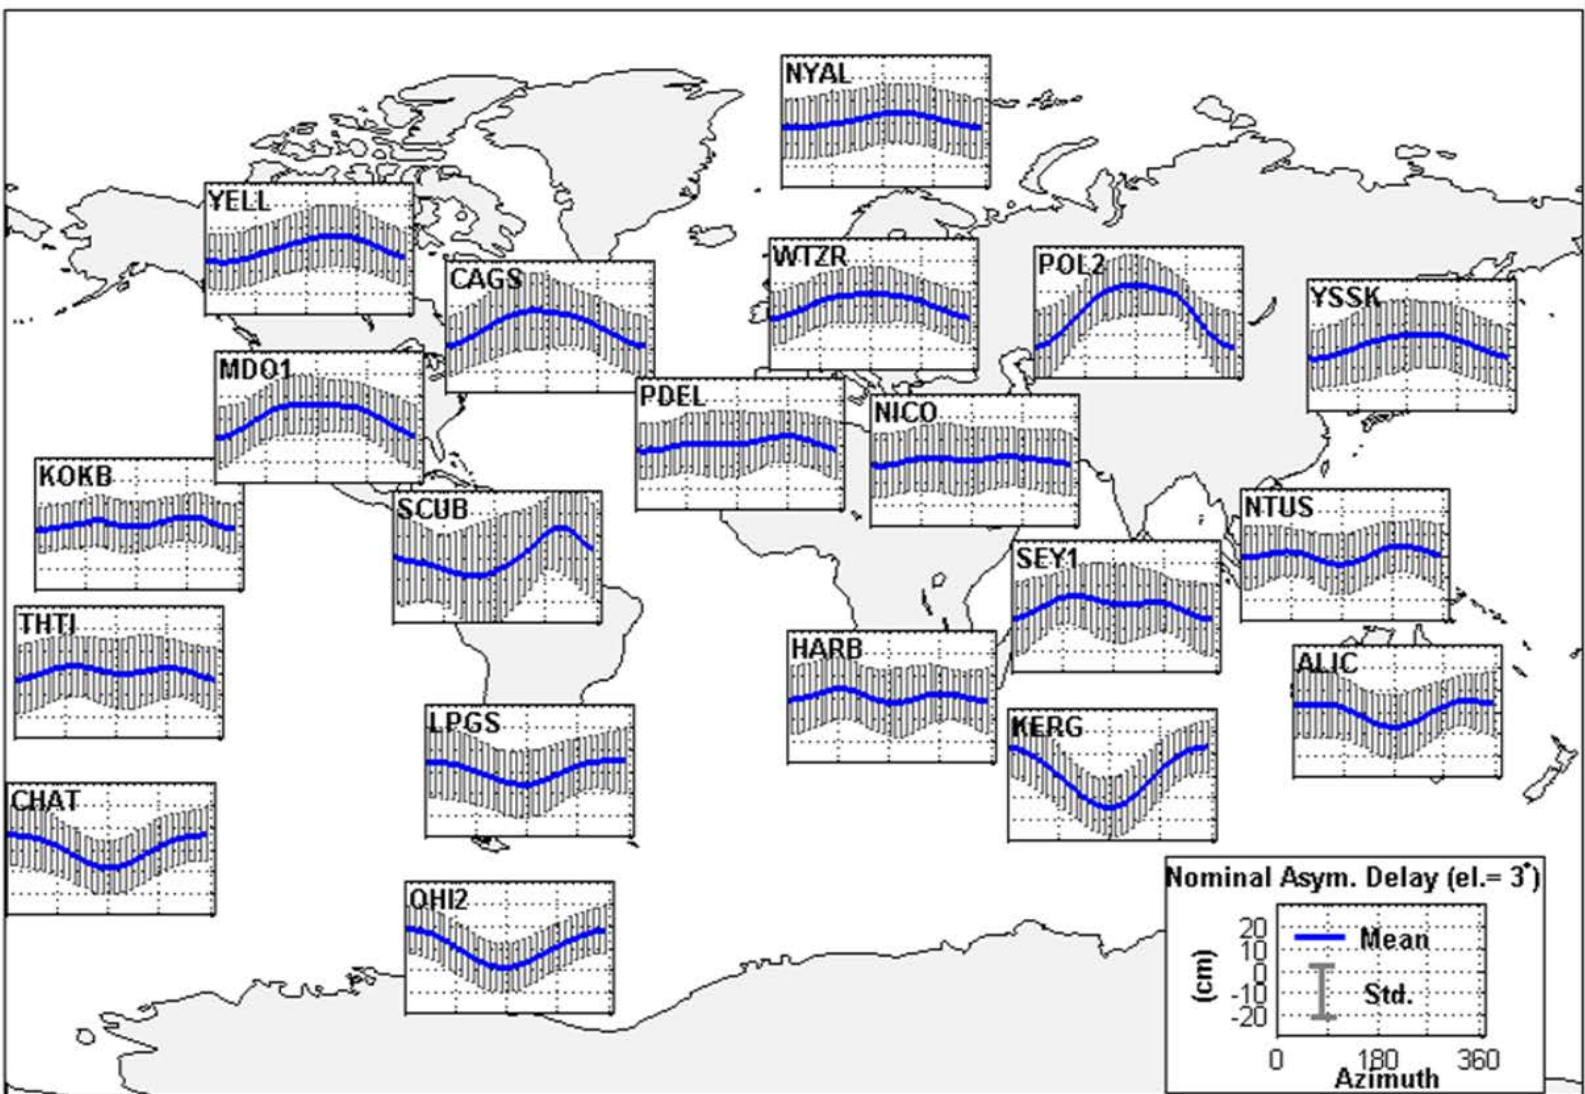 NYAL
YELL
WTZR
POL2
CAGS
YSSK
MDO1
PDEL
NICO
KOKB
SCUB
NTUS
SEY1
THTI
HARB
ALIC
LPGS
KERG
CHAT
OHI2
Nominal Asym. Delay (el.= 3°)
20
10
0
-10
-20
(cm)
Mean
Std.
0 180 360
Azimuth